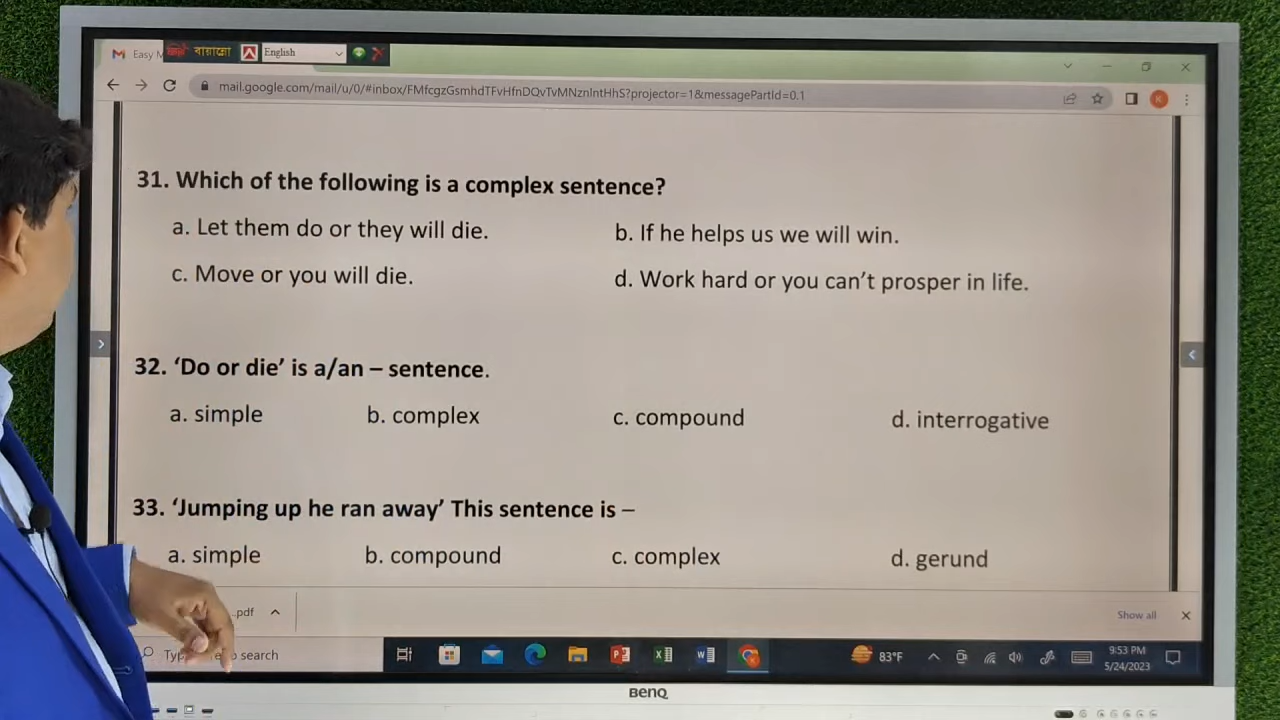 Easy M
বায়ান্নো
English
mail.google.com/mail/u/0/#inbox/FMfcgzGsmhdTFvHfnDQvTvMNznlntHhS?projector=1&messagePartId=0.1
31. Which of the following is a complex sentence?
a. Let them do or they will die. b. If he helps us we will win.
c. Move or you will die. d. Work hard or you can’t prosper in life.
32. ‘Do or die’ is a/an – sentence.
a. simple b. complex c. compound d. interrogative
33. ‘Jumping up he ran away’ This sentence is –
a. simple b. compound c. complex d. gerund
..pdf
Show all
search
83°F
9:53 PM
5/24/2023
BenQ